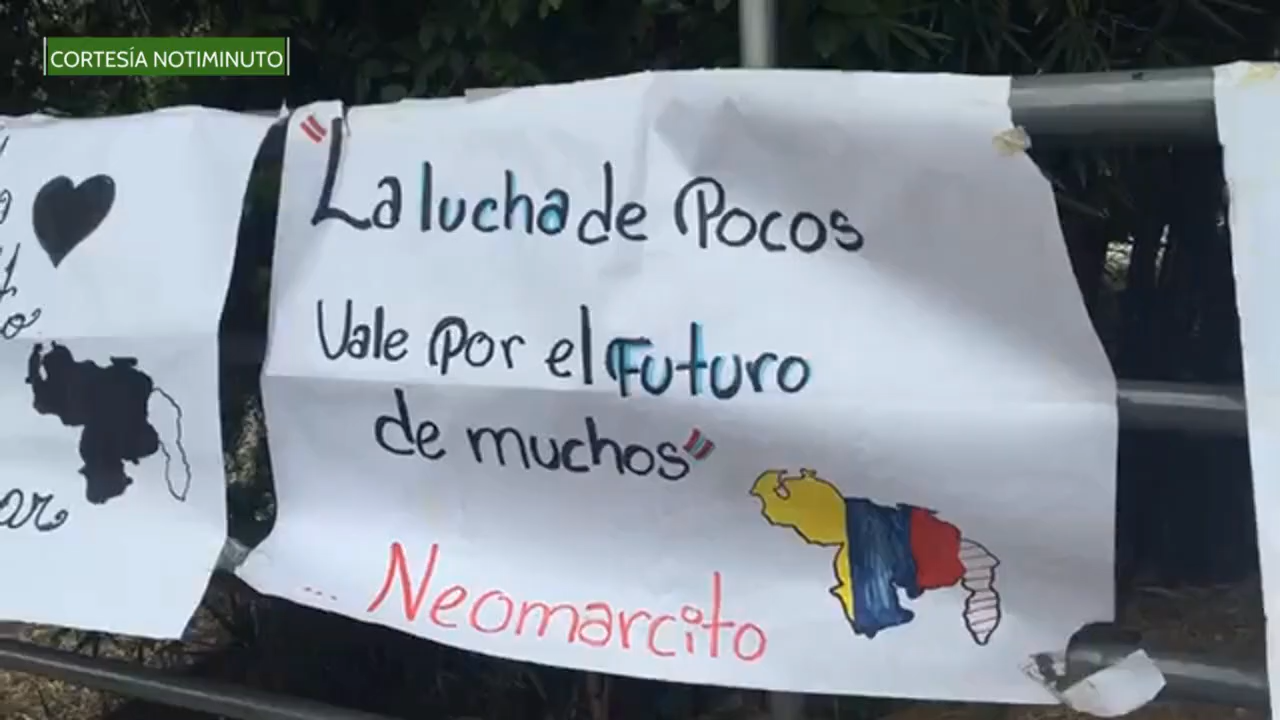 CORTESÍA NOTIMINUTO
"La lucha de Pocos
Vale Por el Futuro
de muchos"
... Neomarcito